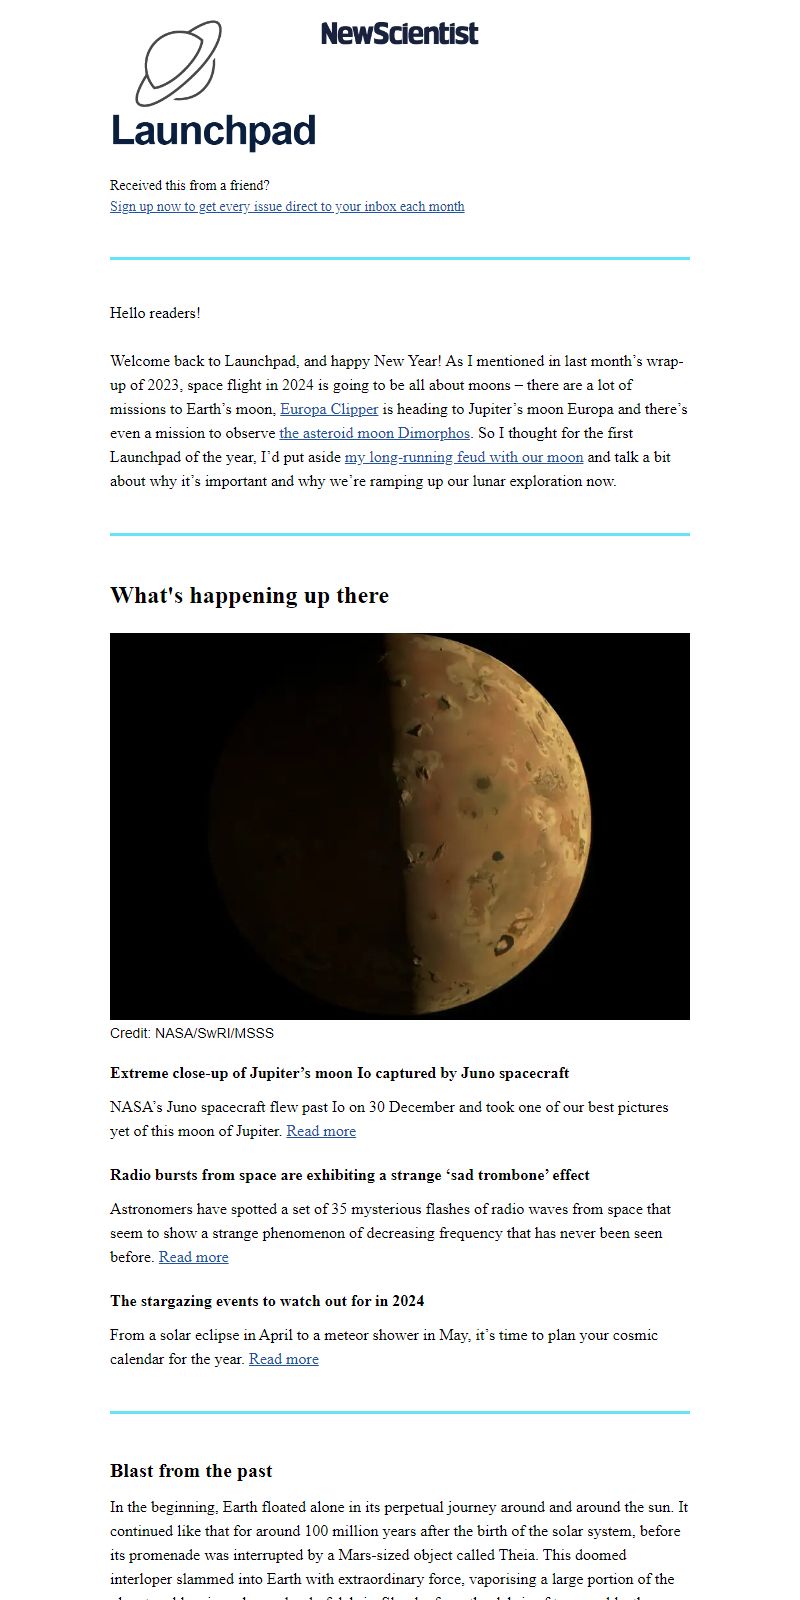 NewScientist
Launchpad
Received this from a friend?
Sign up now to get every issue direct to your inbox each month
Hello readers!
Welcome back to Launchpad, and happy New Year! As I mentioned in last month’s wrap-
up of 2023, space flight in 2024 is going to be all about moons – there are a lot of
missions to Earth’s moon, Europa Clipper is heading to Jupiter’s moon Europa and there’s
even a mission to observe the asteroid moon Dimorphos. So I thought for the first
Launchpad of the year, I’d put aside my long-running feud with our moon and talk a bit
about why it’s important and why we’re ramping up our lunar exploration now.
What's happening up there
Credit: NASA/SwRI/MSSS
Extreme close-up of Jupiter’s moon Io captured by Juno spacecraft
NASA’s Juno spacecraft flew past Io on 30 December and took one of our best pictures
yet of this moon of Jupiter. Read more
Radio bursts from space are exhibiting a strange ‘sad trombone’ effect
Astronomers have spotted a set of 35 mysterious flashes of radio waves from space that
seem to show a strange phenomenon of decreasing frequency that has never been seen
before. Read more
The stargazing events to watch out for in 2024
From a solar eclipse in April to a meteor shower in May, it’s time to plan your cosmic
calendar for the year. Read more
Blast from the past
In the beginning, Earth floated alone in its perpetual journey around and around the sun. It
continued like that for around 100 million years after the birth of the solar system, before
its promenade was interrupted by a Mars-sized object called Theia. This doomed
interloper slammed into Earth with extraordinary force, vaporising a large portion of the